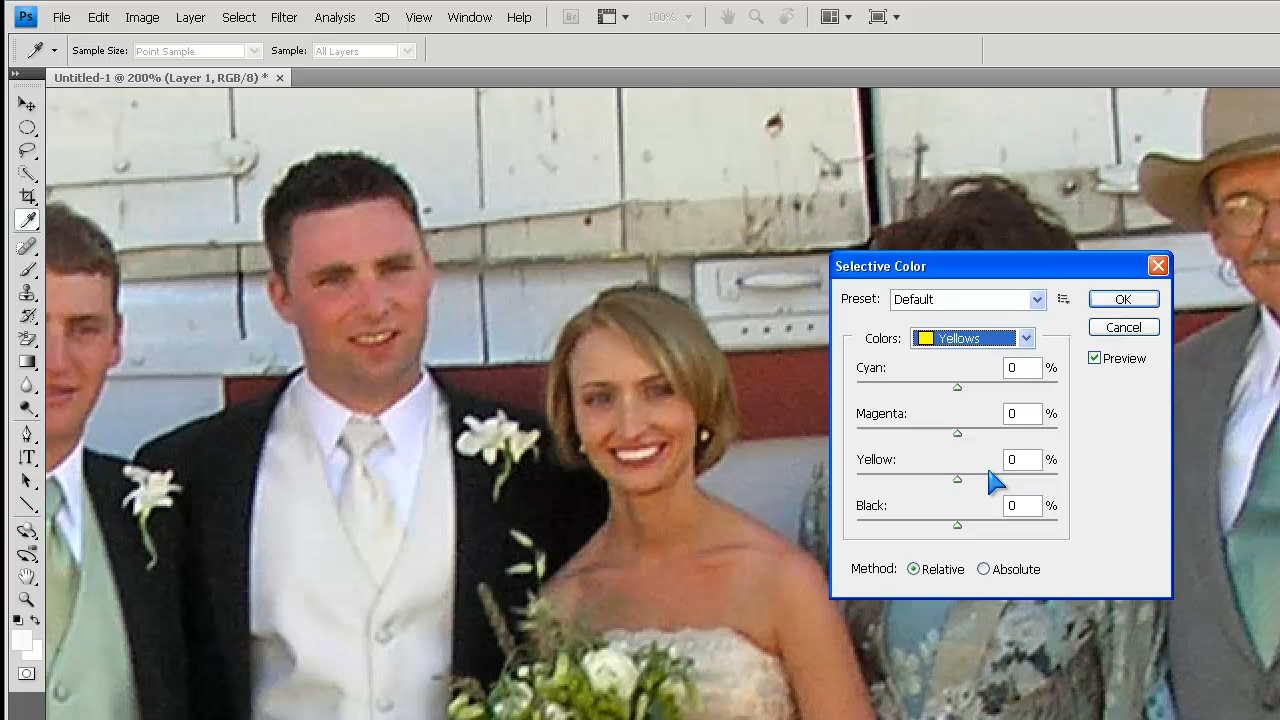 Ps File Edit Image Layer Select Filter Analysis 3D View Window Help Br 100%
Sample Size: Point Sample Sample: All Layers
Untitled-1 @ 200% (Layer 1, RGB/8) * ×
Selective Color
Preset: Default OK
Colors: Yellows Cancel
Cyan: 0 % Preview
Magenta: 0 %
Yellow: 0 %
Black: 0 %
Method: Relative Absolute
T